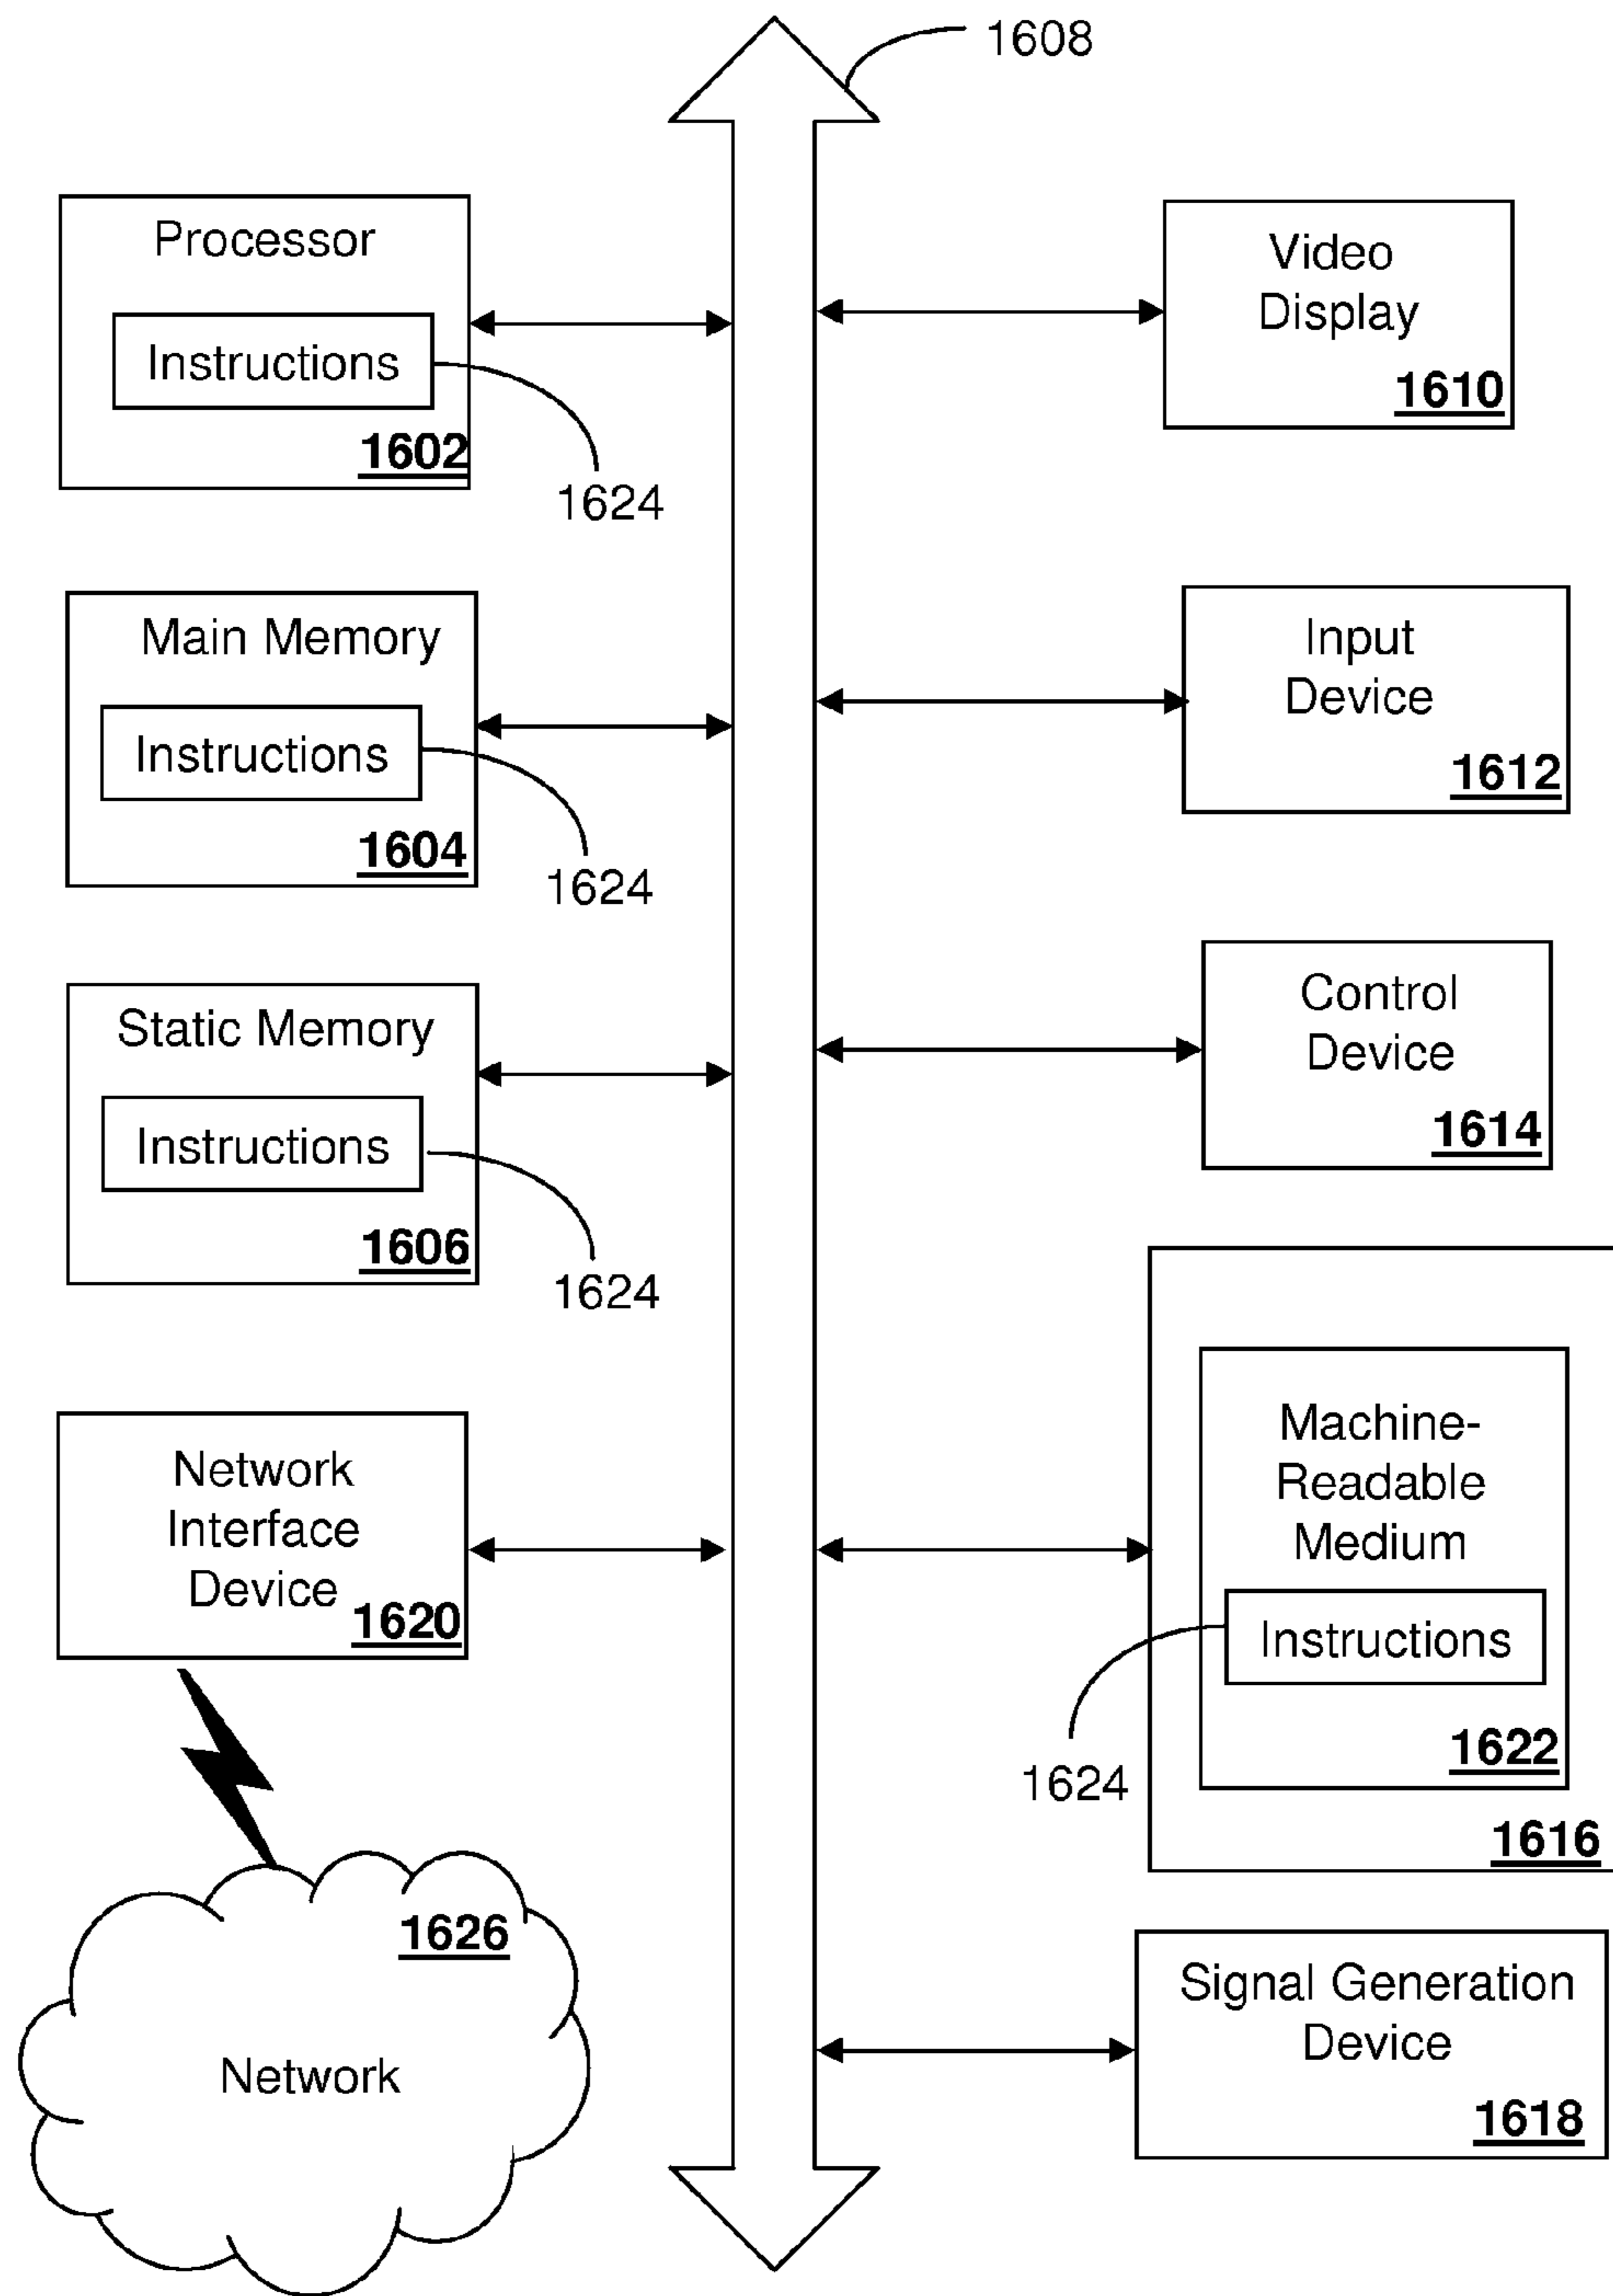 1608
Processor
Instructions
1602
1624
Main Memory
Instructions
1604
1624
Static Memory
Instructions
1606
1624
Network
Interface
Device
1620
1626
Network
Video
Display
1610
Input
Device
1612
Control
Device
1614
Machine-
Readable
Medium
Instructions
1622
1624
1616
Signal Generation
Device
1618